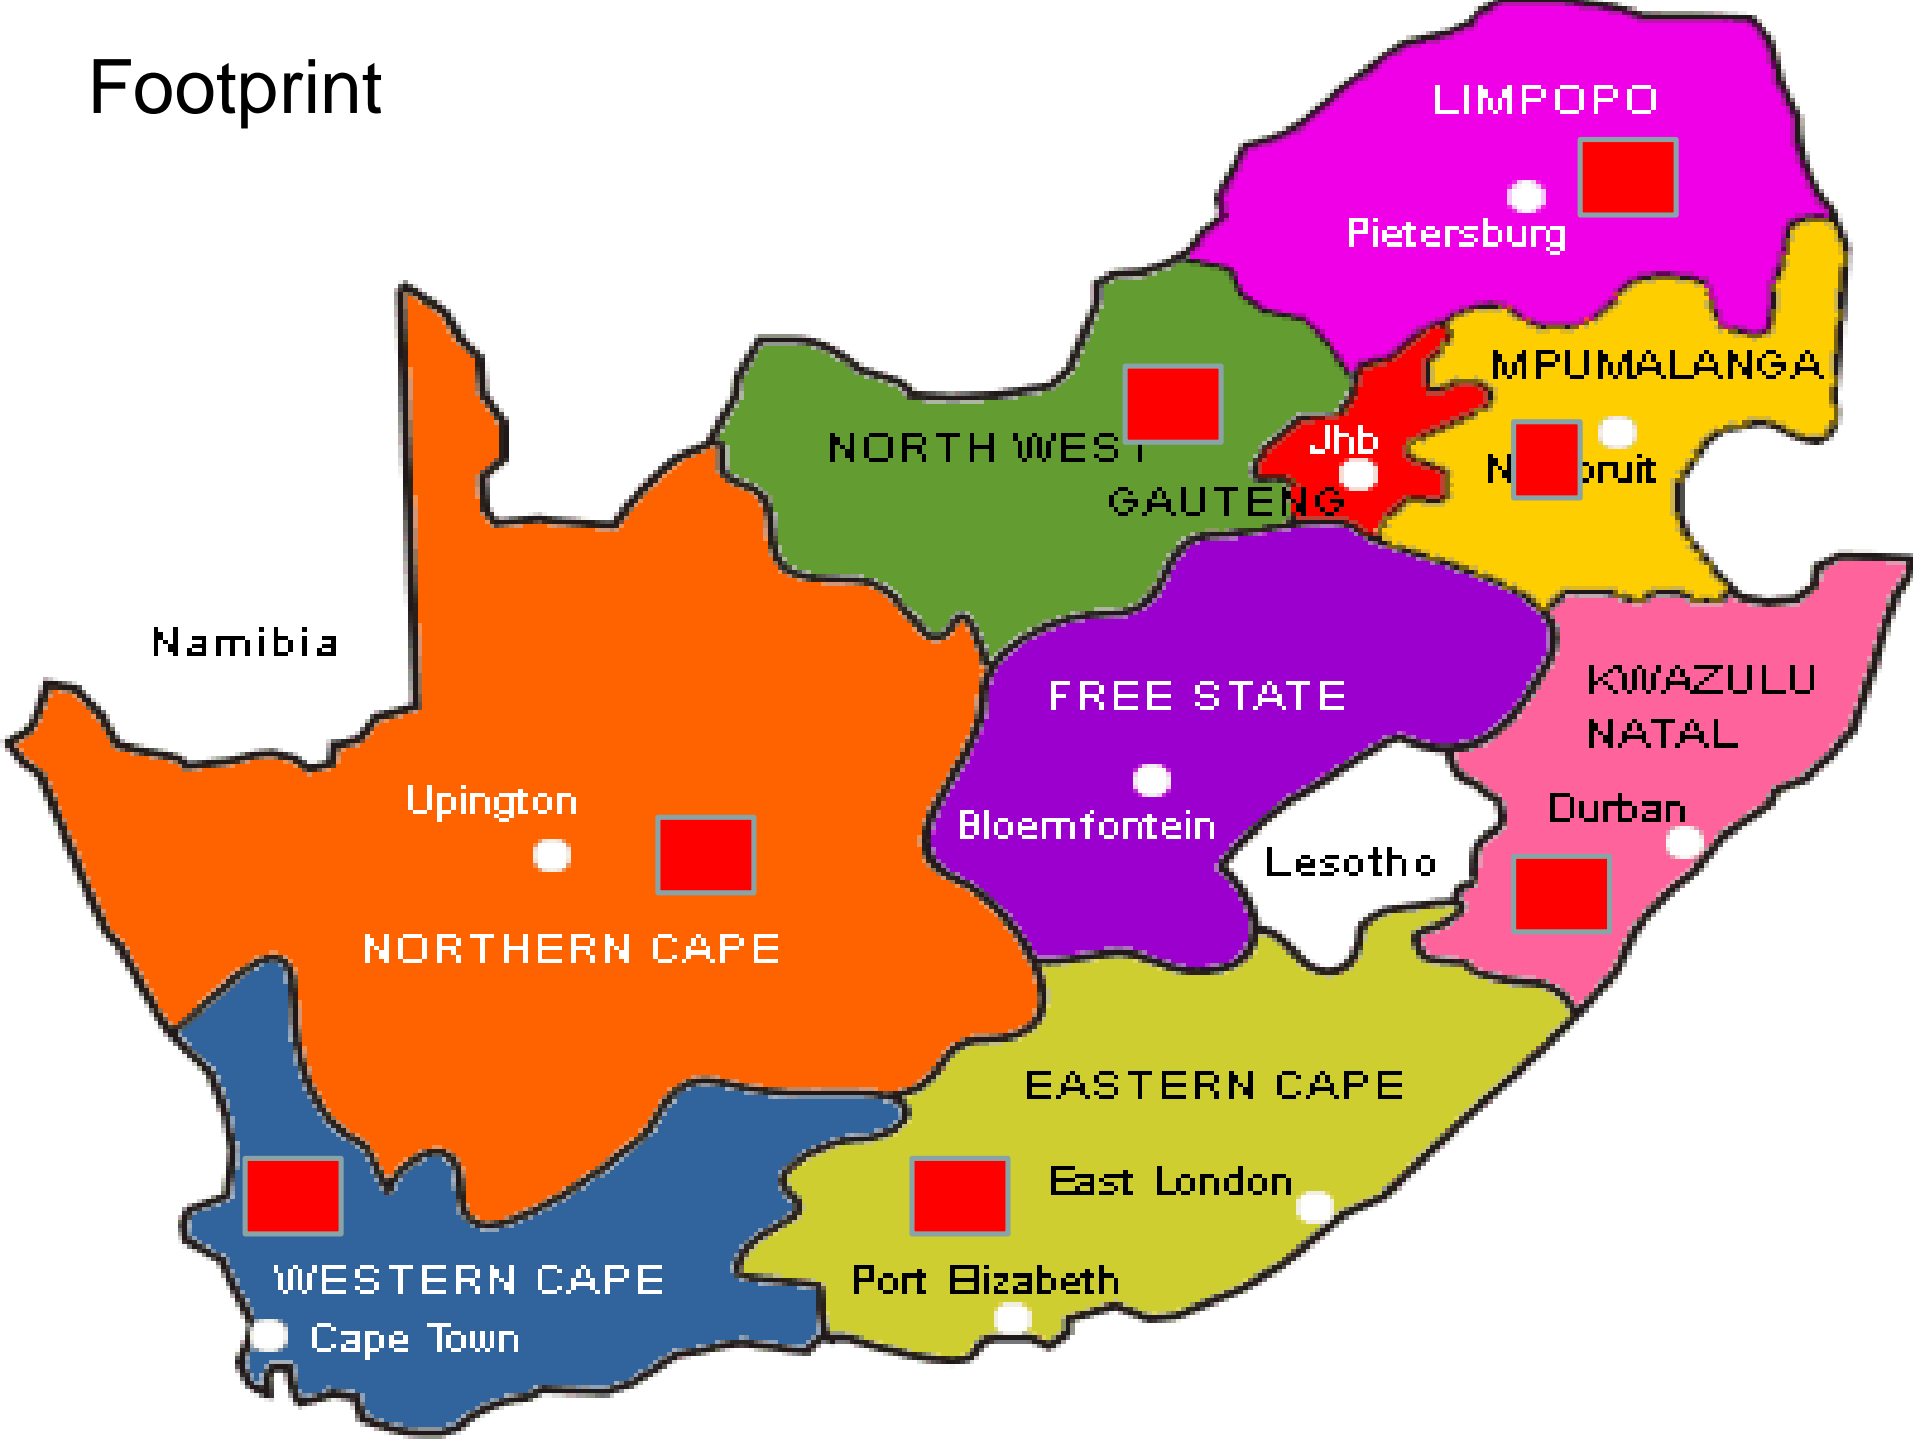 Footprint
LIMPOPO
Pietersburg
MPUMALANGA
NORTH WEST
Jhb
GAUTENG
Namibia
FREE STATE
KWAZULU
NATAL
Upington
Durban
Bloemfontein
Lesotho
NORTHERN CAPE
EASTERN CAPE
East London
WESTERN CAPE
Port Elizabeth
Cape Town